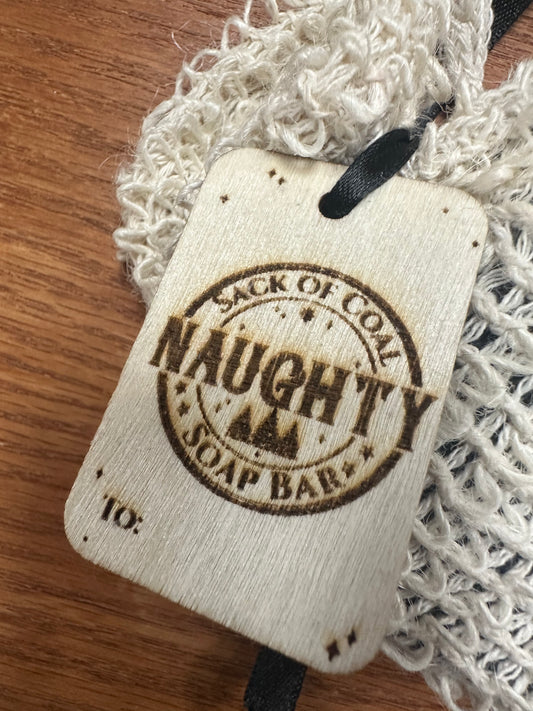 SACK OF COAL
NAUGHTY
SOAP BAR
TO: